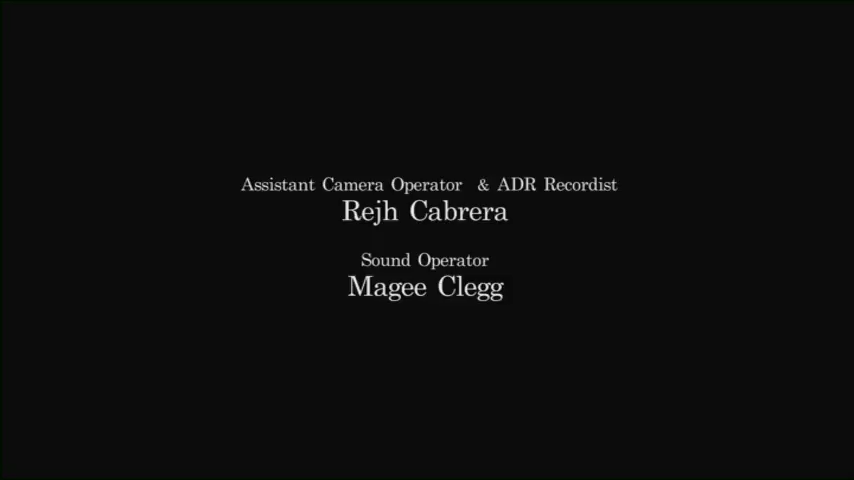 Assistant Camera Operator & ADR Recordist
Rejh Cabrera
Sound Operator
Magee Clegg